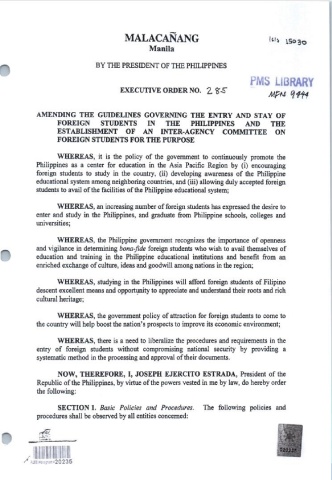 MALACAÑANG
Manila
BY THE PRESIDENT OF THE PHILIPPINES
PMS LIBRARY
EXECUTIVE ORDER NO. 285
AMENDING THE GUIDELINES GOVERNING THE ENTRY AND STAY OF
FOREIGN STUDENTS IN THE PHILIPPINES AND THE
ESTABLISHMENT OF AN INTER-AGENCY COMMITTEE ON
FOREIGN STUDENTS FOR THE PURPOSE
WHEREAS, it is the policy of the government to continuously promote the
Philippines as a center for education in the Asia Pacific Region by (i) encouraging
foreign students to study in the country, (ii) developing awareness of the Philippine
educational system among neighboring countries, and (iii) allowing duly accepted foreign
students to avail of the facilities of the Philippine educational system;
WHEREAS, an increasing number of foreign students has expressed the desire to
enter and study in the Philippines, and graduate from Philippine schools, colleges and
universities;
WHEREAS, the Philippine government recognizes the importance of openness
and vigilance in determining bona-fide foreign students who wish to avail themselves of
education and training in the Philippine educational institutions and benefit from an
enriched exchange of culture, ideas and goodwill among nations in the region;
WHEREAS, studying in the Philippines will afford foreign students of Filipino
descent excellent means and opportunity to appreciate and understand their roots and rich
cultural heritage;
WHEREAS, the government policy of attraction for foreign students to come to
the country will help boost the nation's prospects to improve its economic environment;
WHEREAS, there is a need to liberalize the procedures and requirements in the
entry of foreign students without compromising national security by providing a
systematic method in the processing and approval of their documents.
NOW, THEREFORE, I, JOSEPH EJERCITO ESTRADA, President of the
Republic of the Philippines, by virtue of the powers vested in me by law, do hereby order
the following:
SECTION 1. Basic Policies and Procedures. The following policies and
procedures shall be observed by all entities concerned: